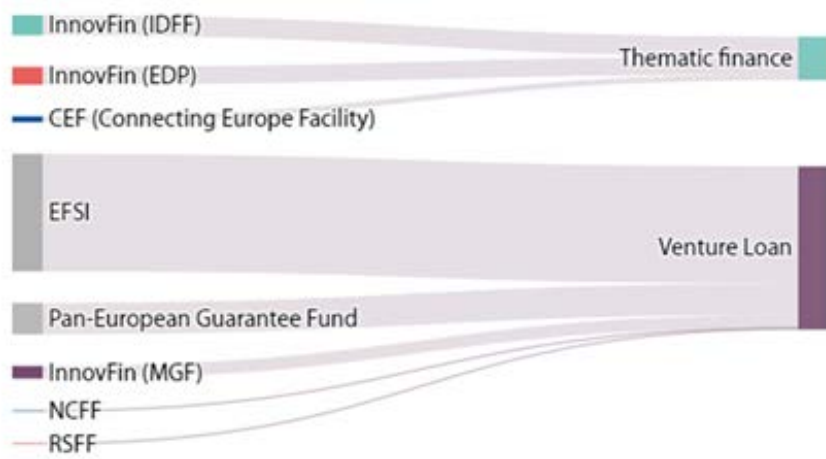 InnovFin (IDFF)
InnovFin (EDP)
CEF (Connecting Europe Facility)
EFSI
Pan-European Guarantee Fund
InnovFin (MGF)
NCFF
RSFF
Thematic finance
Venture Loan